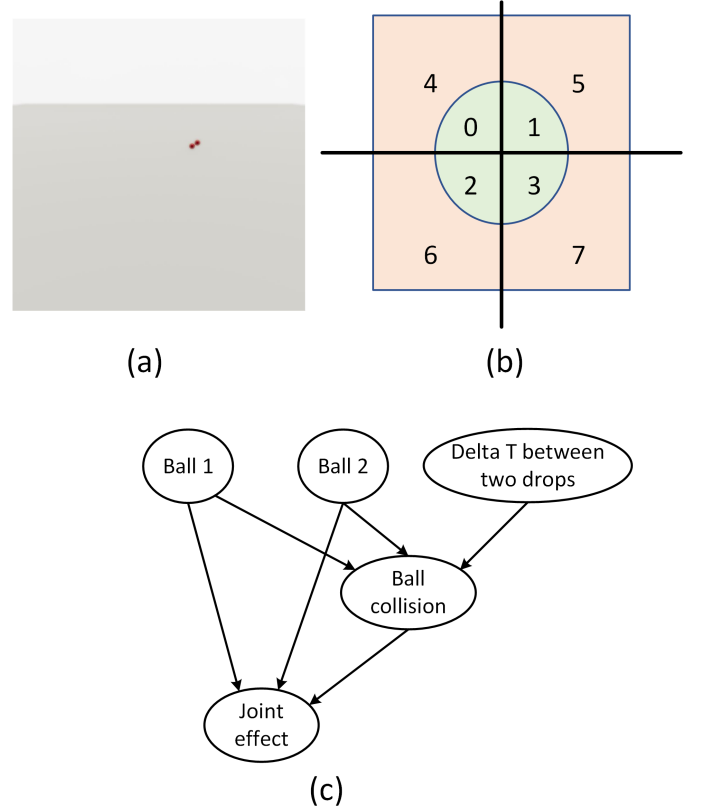 4 5
0 1
2 3
6 7
(a) (b)
Ball 1
Ball 2
Delta T between
two drops
Ball
collision
Joint
effect
(c)